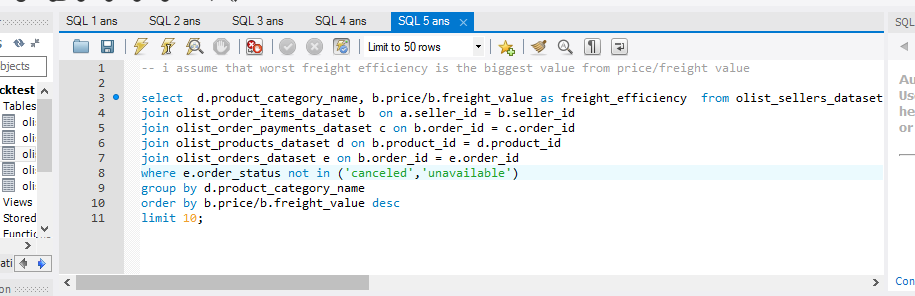 SQL 1 ans SQL 2 ans SQL 3 ans SQL 4 ans SQL 5 ans × SQL
Limit to 50 rows
bjects
cktest
Tables
oli
oli
oli
oli
oli
Views
Stored
ati
on
1 -- i assume that worst freight efficiency is the biggest value from price/freight value
2
3 select d.product_category_name, b.price/b.freight_value as freight_efficiency from olist_sellers_dataset
4 join olist_order_items_dataset b on a.seller_id = b.seller_id
5 join olist_order_payments_dataset c on b.order_id = c.order_id
6 join olist_products_dataset d on b.product_id = d.product_id
7 join olist_orders_dataset e on b.order_id = e.order_id
8 where e.order_status not in ('canceled','unavailable')
9 group by d.product_category_name
10 order by b.price/b.freight_value desc
11 limit 10;
Au
Use
he
or
Con